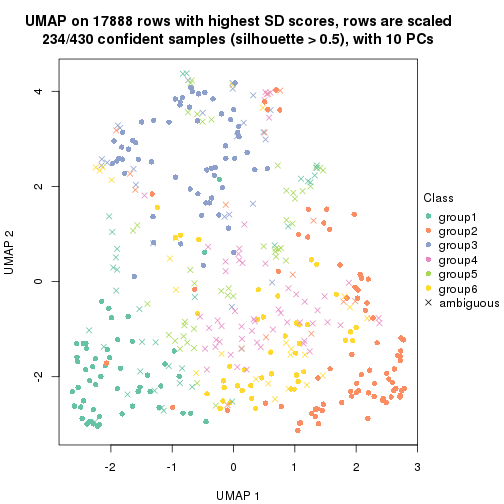 UMAP on 17888 rows with highest SD scores, rows are scaled
234/430 confident samples (silhouette > 0.5), with 10 PCs
4
2
0
-2
UMAP 2
-2
-1
0
1
2
3
UMAP 1
Class
group1
group2
group3
group4
group5
group6
ambiguous